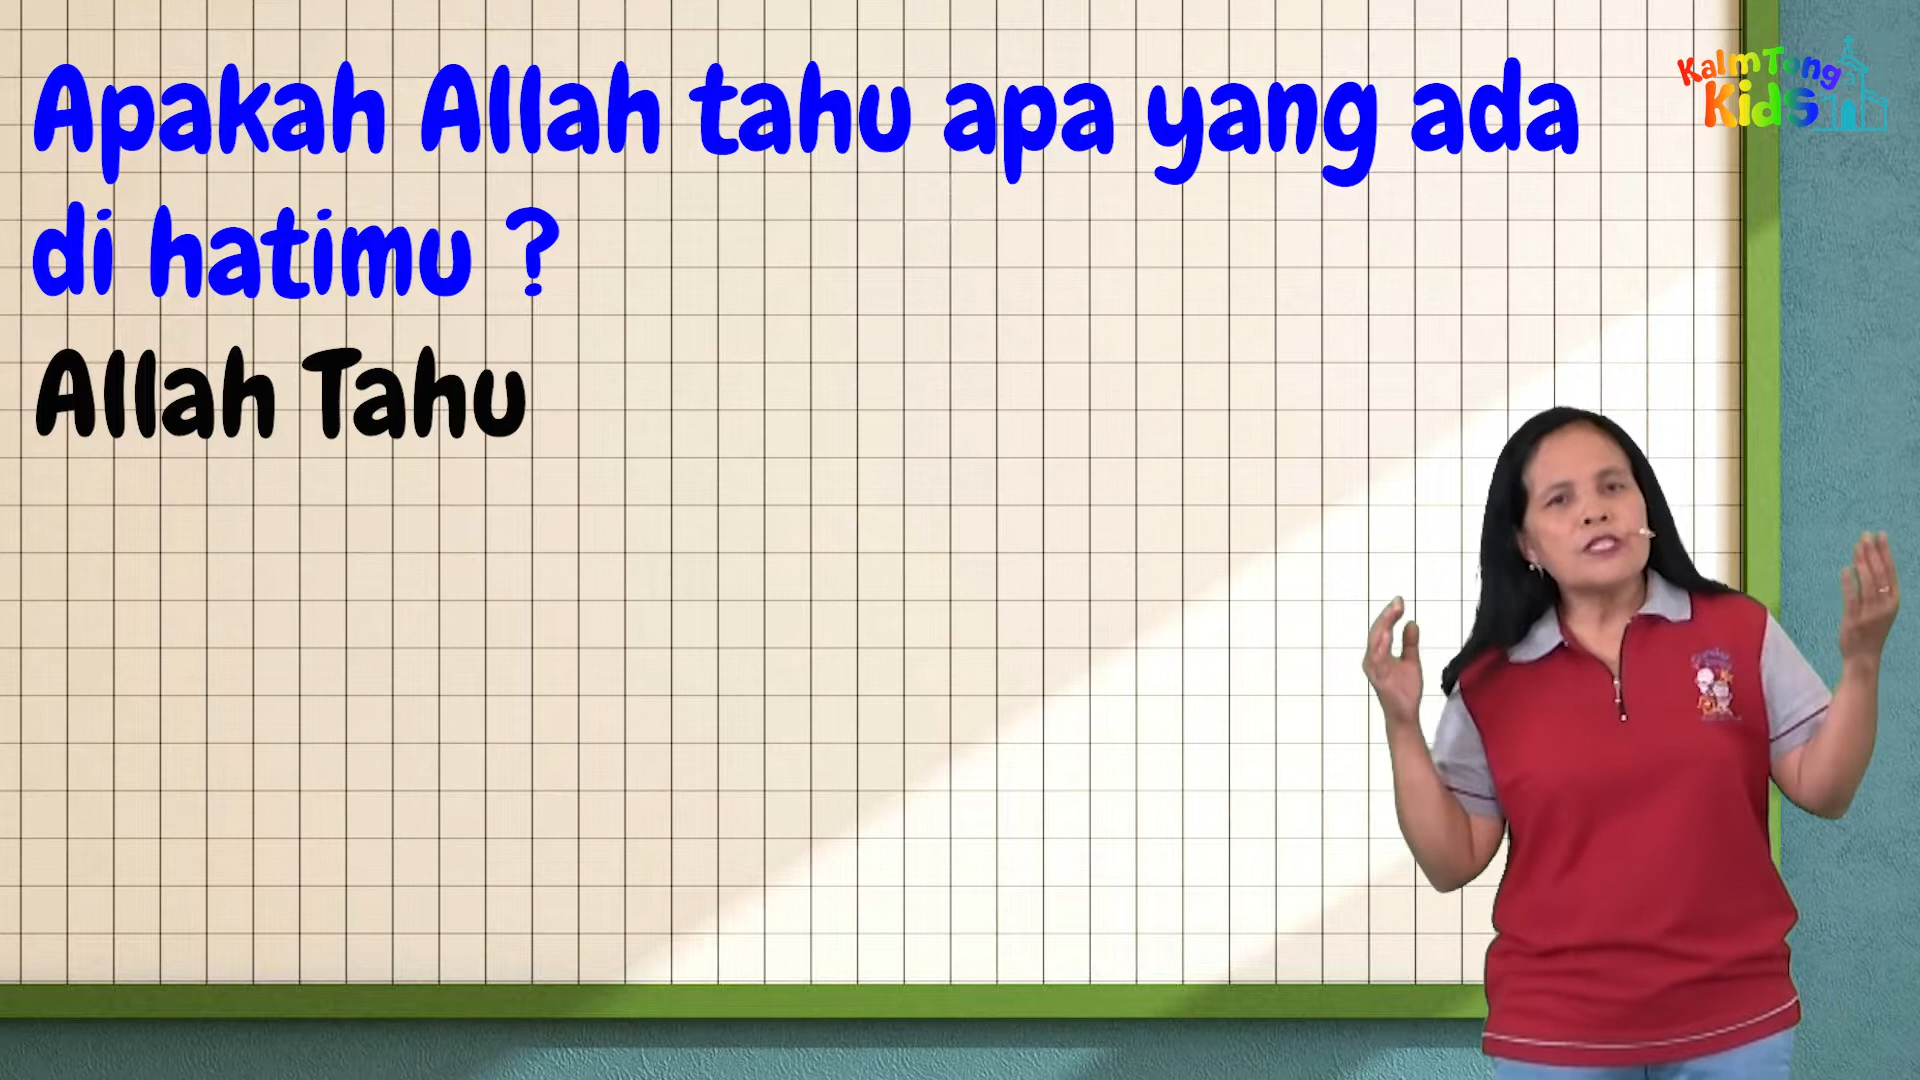 Apakah Allah tahu apa yang ada
di hatimu ?
Allah Tahu
KalmTong
Kids